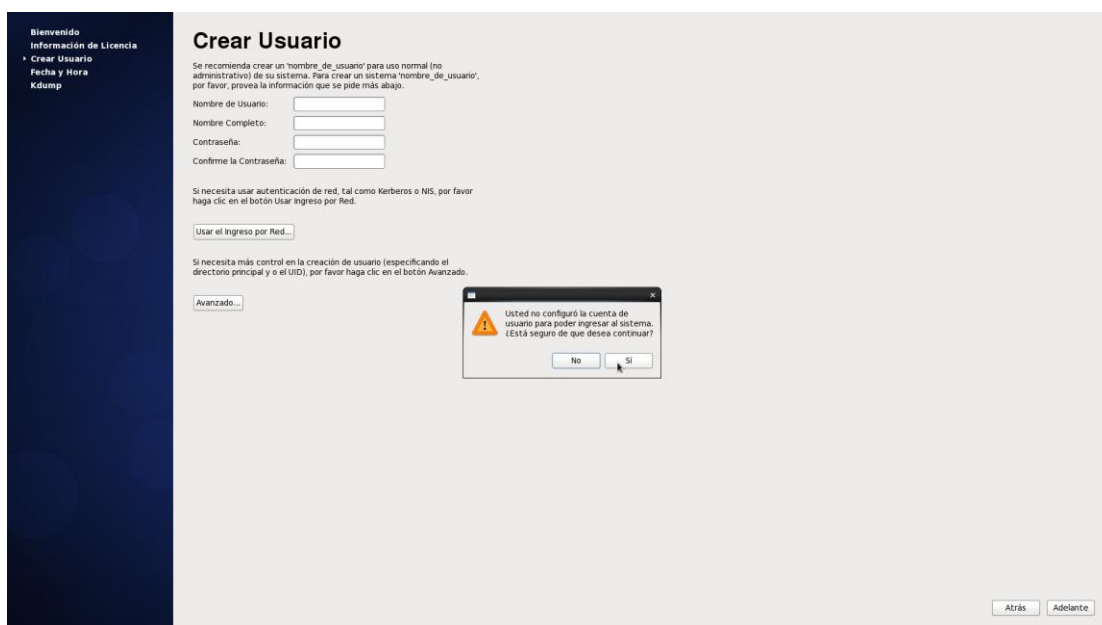 Bienvenido
Información de Licencia
Crear Usuario
Fecha y Hora
Kdump
Crear Usuario
Se recomienda crear un 'nombre_de_usuario' para uso normal (no
administrativo) de su sistema. Para crear un sistema 'nombre_de_usuario',
por favor, provea la información que se pide más abajo.
Nombre de Usuario:
Nombre Completo:
Contraseña:
Confirme la Contraseña:
Si necesita usar autenticación de red, tal como Kerberos o NIS, por favor
haga clic en el botón Usar Ingreso por Red.
Usar el Ingreso por Red...
Si necesita más control en la creación de usuario (especificando el
directorio principal y o el UID), por favor haga clic en el botón Avanzado.
Avanzado...
Usted no configuró la cuenta de
usuario para poder ingresar al sistema.
¿Está seguro de que desea continuar?
No
Sí
Atrás
Adelante